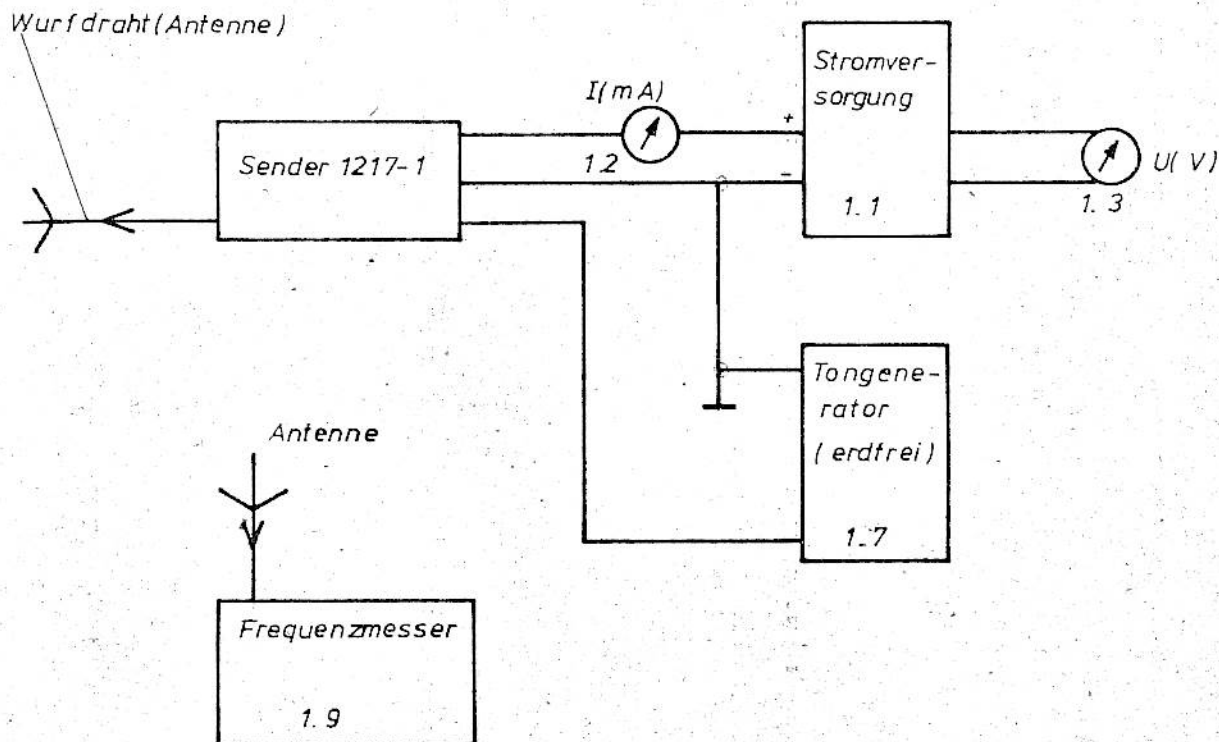 Wurfdraht(Antenne)
Stromver-
sorgung
I(mA)
+
Sender 1217-1
1.2
-
U(V)
1.1
1.3
Tongene-
rator
(erdfrei)
Antenne
1.7
Frequenzmesser
1.9